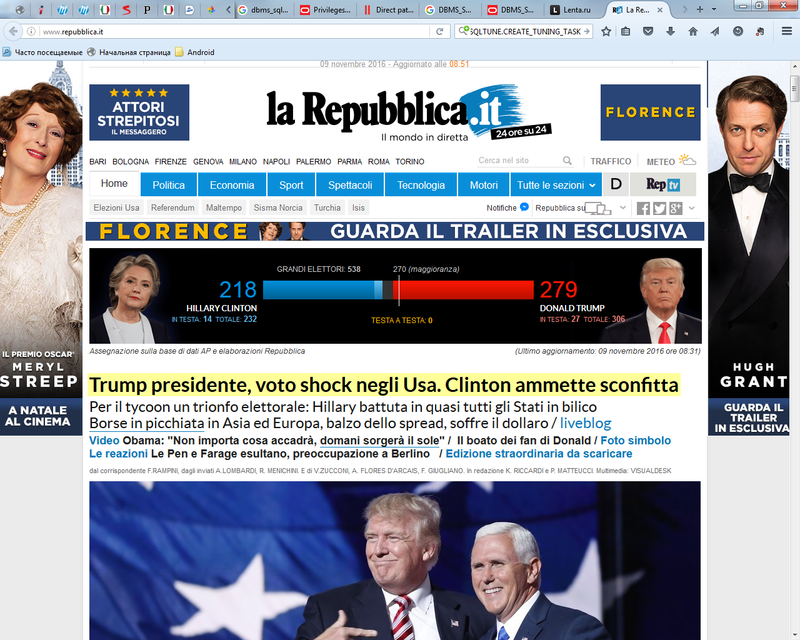 dbms_sql...
Privileges...
Direct pat...
DBMS_S...
DBMS_S...
Lenta.ru
La Re...
www.repubblica.it
SQLTUNE.CREATE_TUNING_TASK
Часто посещаемые
Начальная страница
Android
09 novembre 2016 - Aggiornato alle 08.51
ATTORI
STREPITOSI
IL MESSAGGERO
la Repubblica.it
Il mondo in diretta
24 ore su 24
FLORENCE
BARI BOLOGNA FIRENZE GENOVA MILANO NAPOLI PALERMO PARMA ROMA TORINO
Cerca nel sito
TRAFFICO
METEO
Home Politica Economia Sport Spettacoli Tecnologia Motori Tutte le sezioni D Rep tv
Elezioni Usa Referendum Maltempo Sisma Norcia Turchia Isis
Notifiche
Repubblica su
FLORENCE GUARDA IL TRAILER IN ESCLUSIVA
GRANDI ELETTORI: 538
270 (maggioranza)
218
279
HILLARY CLINTON
DONALD TRUMP
IN TESTA: 14 TOTALE: 232
TESTA A TESTA: 0
IN TESTA: 27 TOTALE: 306
Assegnazione sulla base di dati AP e elaborazioni Repubblica
(Ultimo aggiornamento: 09 novembre 2016 ore 08.31)
Trump presidente, voto shock negli Usa. Clinton ammette sconfitta
Per il tycoon un trionfo elettorale: Hillary battuta in quasi tutti gli Stati in bilico
Borse in picchiata in Asia ed Europa, balzo dello spread, soffre il dollaro / liveblog
Video Obama: "Non importa cosa accadrà, domani sorgerà il sole" / Il boato dei fan di Donald / Foto simbolo
Le reazioni Le Pen e Farage esultano, preoccupazione a Berlino / Edizione straordinaria da scaricare
dal corrispondente F.RAMPINI, dagli inviati A.LOMBARDI, R. MENICHINI. E di V.ZUCCONI, A. FLORES D'ARCAIS, F. GIUGLIANO. In redazione K. RICCARDI e P. MATTEUCCI. Multimedia: VISUALDESK
IL PREMIO OSCAR®
MERYL
STREEP
A NATALE
AL CINEMA
HUGH
GRANT
GUARDA IL
TRAILER
IN ESCLUSIVA